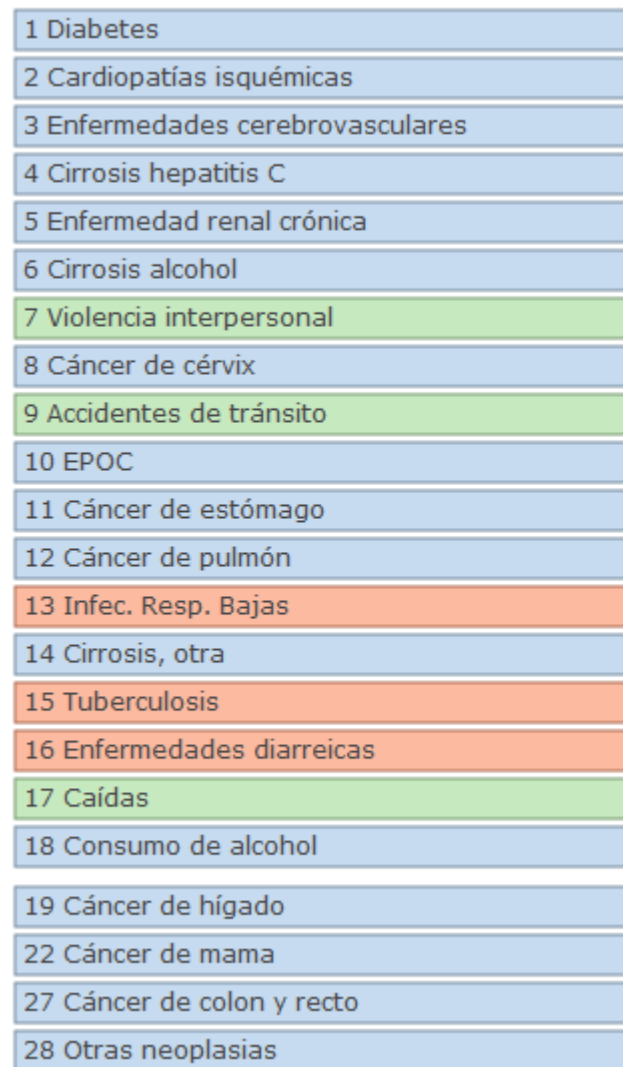 1 Diabetes
2 Cardiopatías isquémicas
3 Enfermedades cerebrovasculares
4 Cirrosis hepatitis C
5 Enfermedad renal crónica
6 Cirrosis alcohol
7 Violencia interpersonal
8 Cáncer de cérvix
9 Accidentes de tránsito
10 EPOC
11 Cáncer de estómago
12 Cáncer de pulmón
13 Infec. Resp. Bajas
14 Cirrosis, otra
15 Tuberculosis
16 Enfermedades diarreicas
17 Caídas
18 Consumo de alcohol
19 Cáncer de hígado
22 Cáncer de mama
27 Cáncer de colon y recto
28 Otras neoplasias